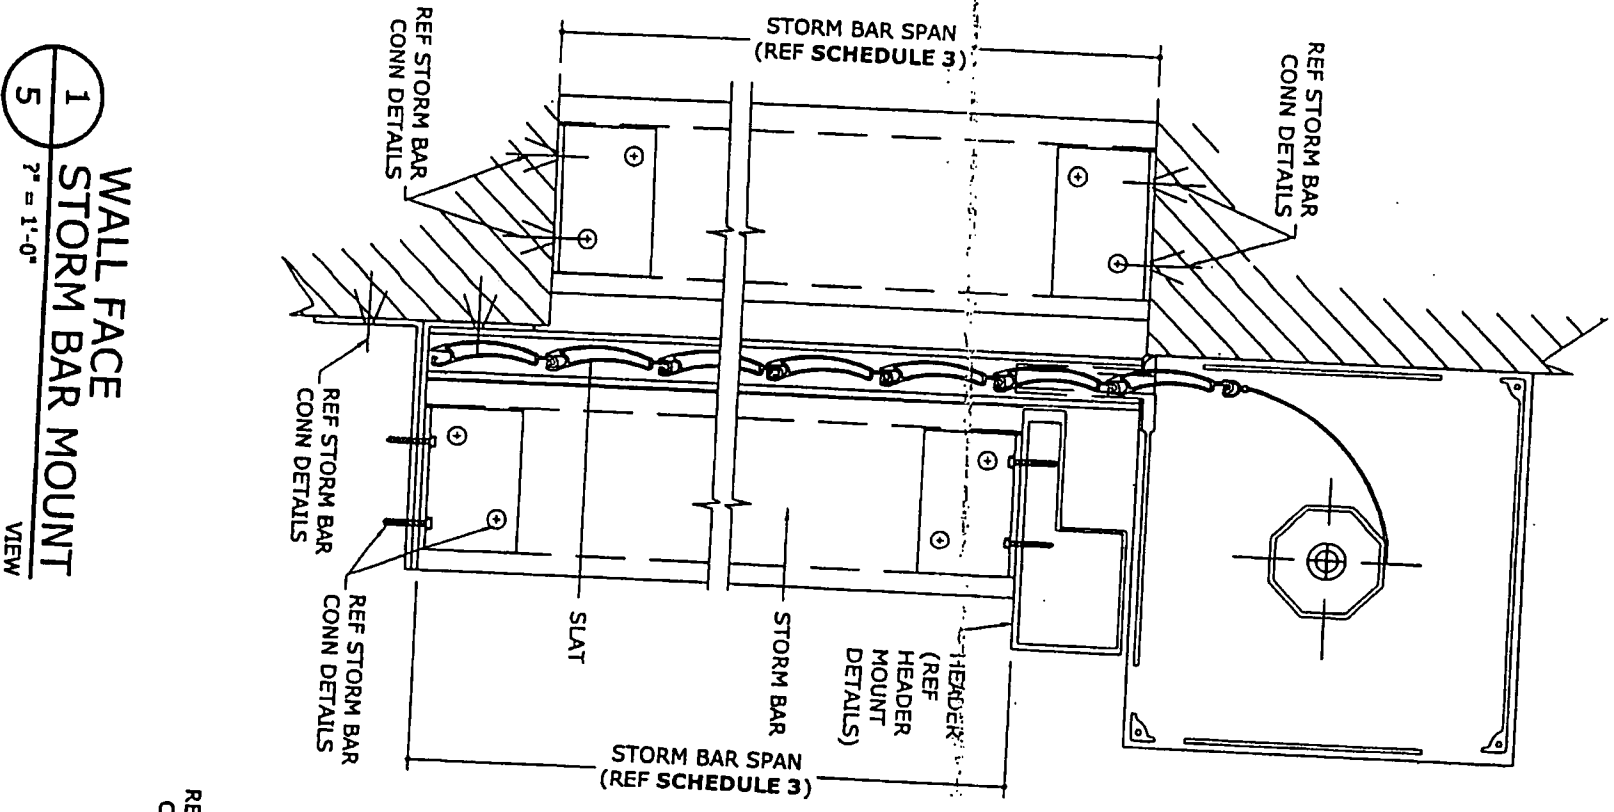 STORM BAR SPAN
(REF SCHEDULE 3)
REF STORM BAR
CONN DETAILS
REF STORM BAR
CONN DETAILS
REF STORM BAR
CONN DETAILS
REF STORM BAR
CONN DETAILS
SLAT
STORM BAR
HEADER
(REF
HEADER
MOUNT
DETAILS)
STORM BAR SPAN
(REF SCHEDULE 3)
1
5
WALL FACE
STORM BAR MOUNT
?" = 1'-0"
VIEW